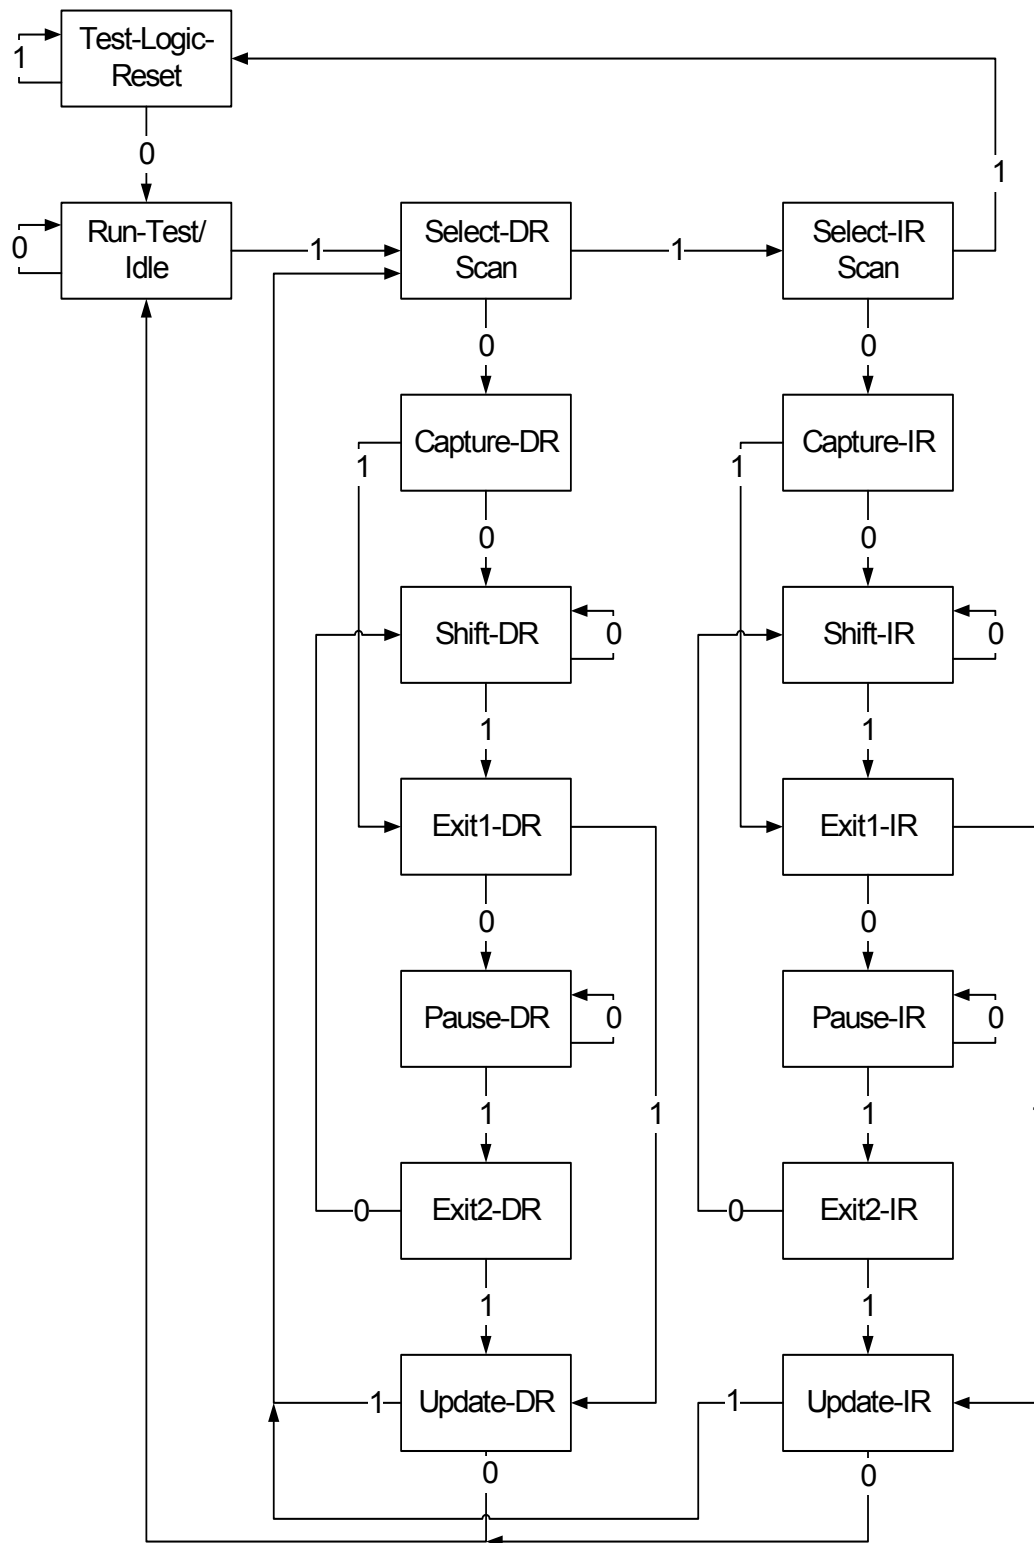 Test-Logic-
Reset
1
0
1
Run-Test/
Idle
0
1
Select-DR
Scan
1
Select-IR
Scan
0
0
Capture-DR
1
Capture-IR
1
0
0
Shift-DR
0
Shift-IR
0
1
1
Exit1-DR
Exit1-IR
0
0
Pause-DR
0
Pause-IR
0
1
1
1
Exit2-DR
0
Exit2-IR
0
1
1
Update-DR
1
Update-IR
1
0
0